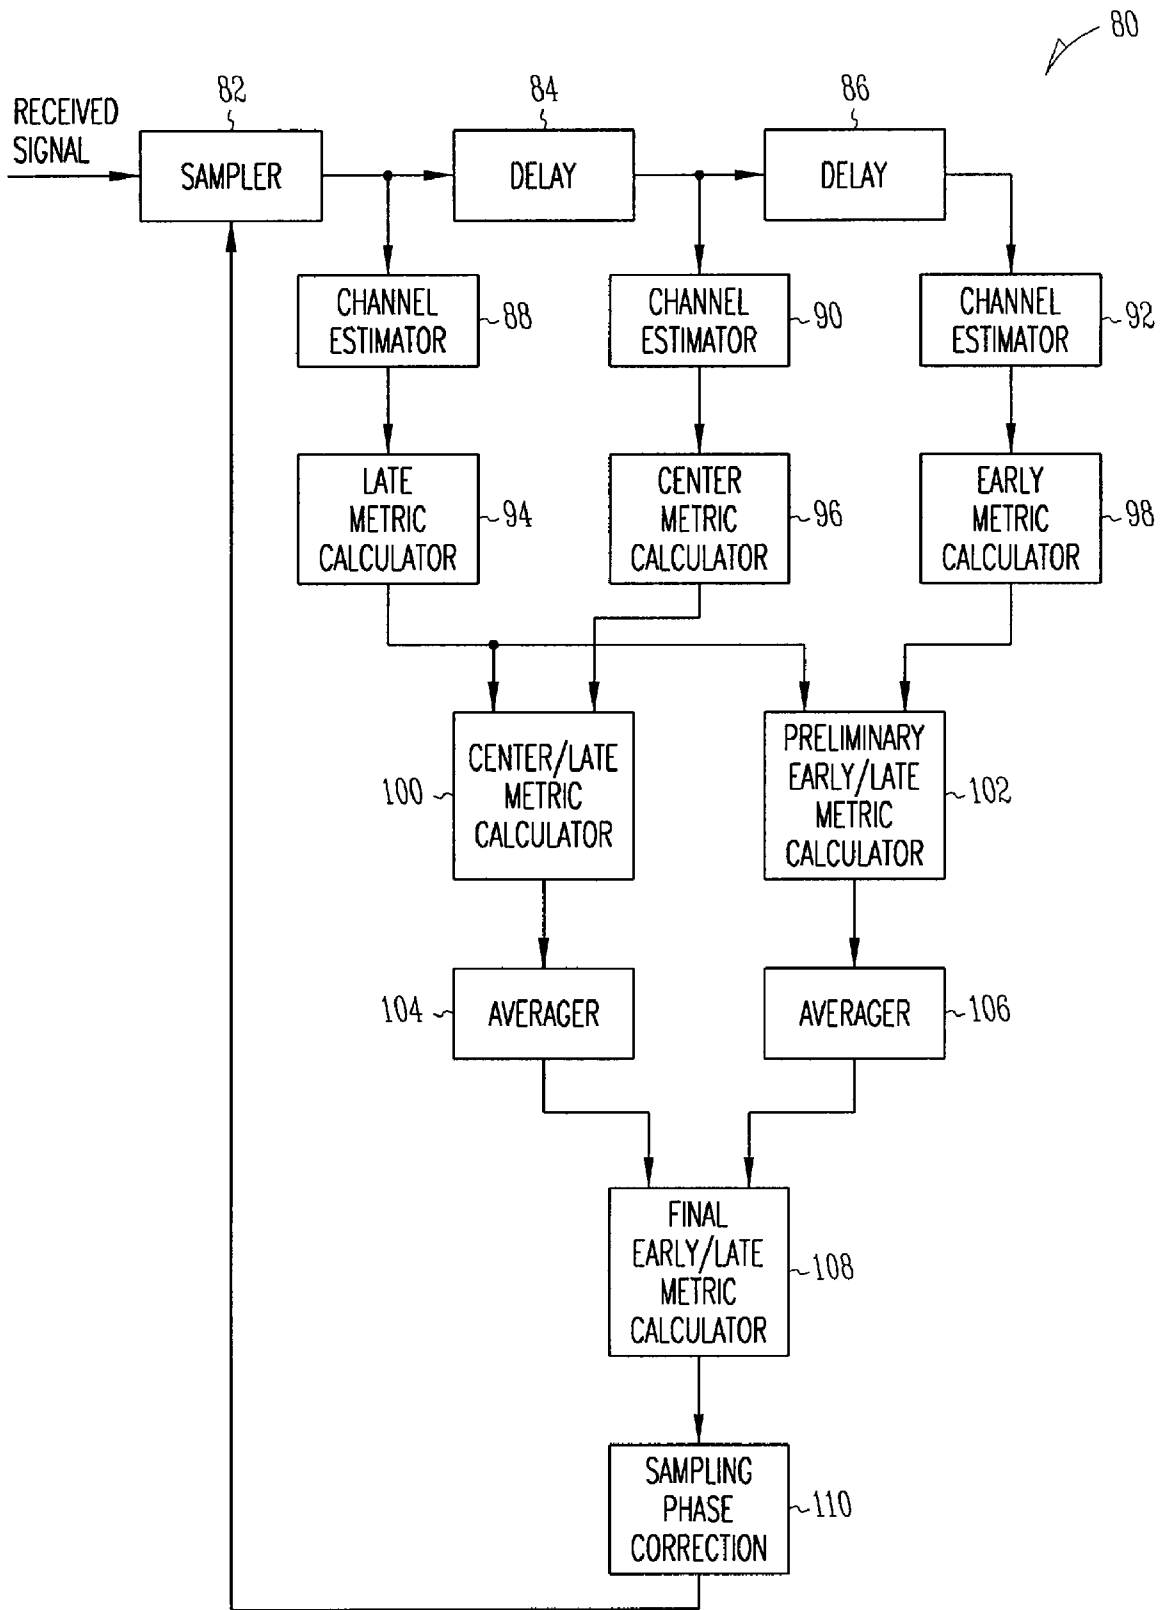 80
82
84
86
RECEIVED
SIGNAL
SAMPLER
DELAY
DELAY
CHANNEL
ESTIMATOR
88
CHANNEL
ESTIMATOR
90
CHANNEL
ESTIMATOR
92
LATE
METRIC
CALCULATOR
94
CENTER
METRIC
CALCULATOR
96
EARLY
METRIC
CALCULATOR
98
100
CENTER/LATE
METRIC
CALCULATOR
PRELIMINARY
EARLY/LATE
METRIC
CALCULATOR
102
104
AVERAGER
AVERAGER
106
FINAL
EARLY/LATE
METRIC
CALCULATOR
108
SAMPLING
PHASE
CORRECTION
110